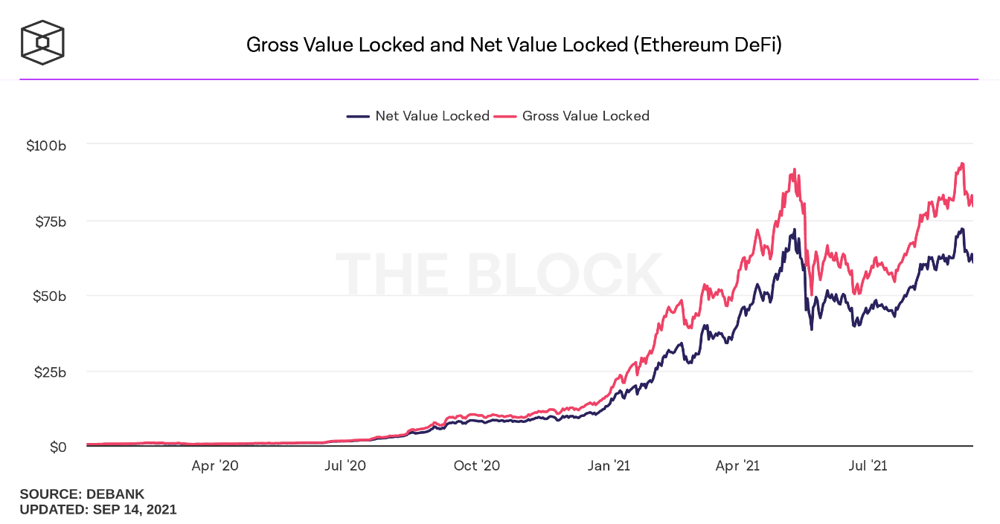 Gross Value Locked and Net Value Locked (Ethereum DeFi)
Net Value Locked Gross Value Locked
$100b
$75b
THE BLOCK
$50b
$25b
$0
Apr '20 Jul '20 Oct '20 Jan '21 Apr '21 Jul '21
SOURCE: DEBANK
UPDATED: SEP 14, 2021